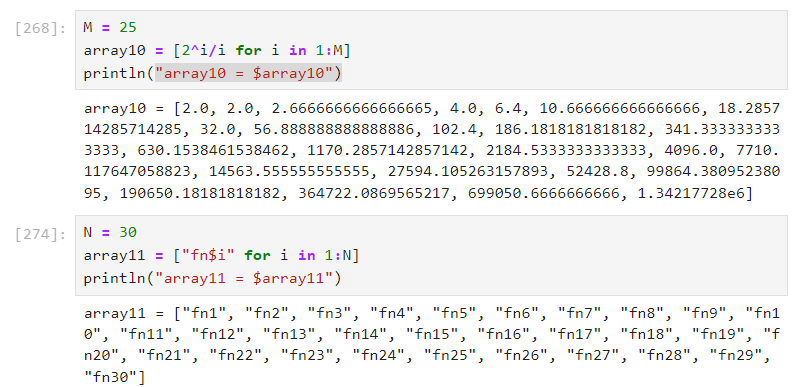 [268]: M = 25
array10 = [2^i/i for i in 1:M]
println("array10 = $array10")
array10 = [2.0, 2.0, 2.6666666666666665, 4.0, 6.4, 10.666666666666666, 18.2857
14285714285, 32.0, 56.888888888888886, 102.4, 186.1818181818182, 341.333333333
3333, 630.1538461538462, 1170.2857142857142, 2184.5333333333333, 4096.0, 7710.
117647058823, 14563.555555555555, 27594.105263157893, 52428.8, 99864.380952380
95, 190650.18181818182, 364722.0869565217, 699050.6666666666, 1.34217728e6]
[274]: N = 30
array11 = ["fn$i" for i in 1:N]
println("array11 = $array11")
array11 = ["fn1", "fn2", "fn3", "fn4", "fn5", "fn6", "fn7", "fn8", "fn9", "fn1
0", "fn11", "fn12", "fn13", "fn14", "fn15", "fn16", "fn17", "fn18", "fn19", "f
n20", "fn21", "fn22", "fn23", "fn24", "fn25", "fn26", "fn27", "fn28", "fn29",
"fn30"]